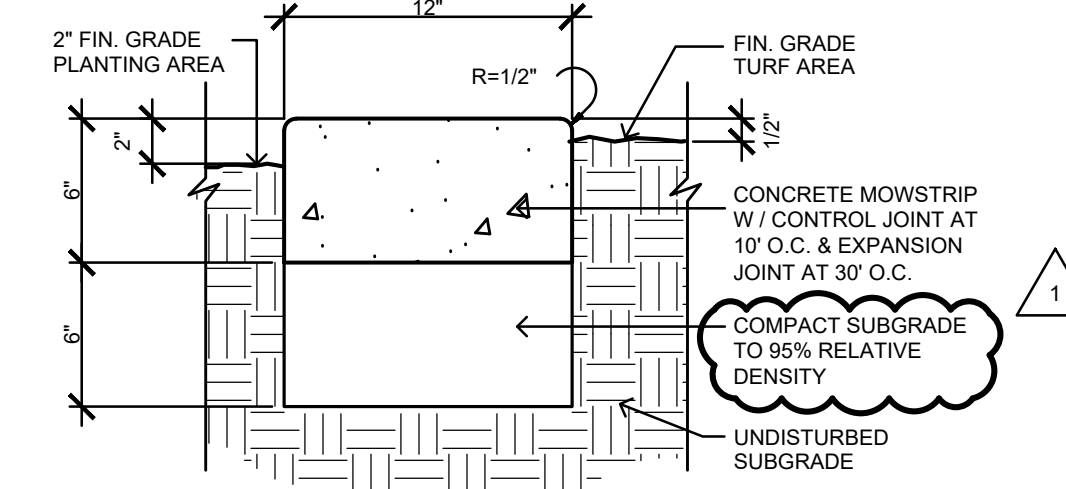 12"
2" FIN. GRADE
PLANTING AREA
R=1/2"
FIN. GRADE
TURF AREA
2"
1/2"
6"
CONCRETE MOWSTRIP
W / CONTROL JOINT AT
10' O.C. & EXPANSION
JOINT AT 30' O.C.
1
6"
COMPACT SUBGRADE
TO 95% RELATIVE
DENSITY
UNDISTURBED
SUBGRADE